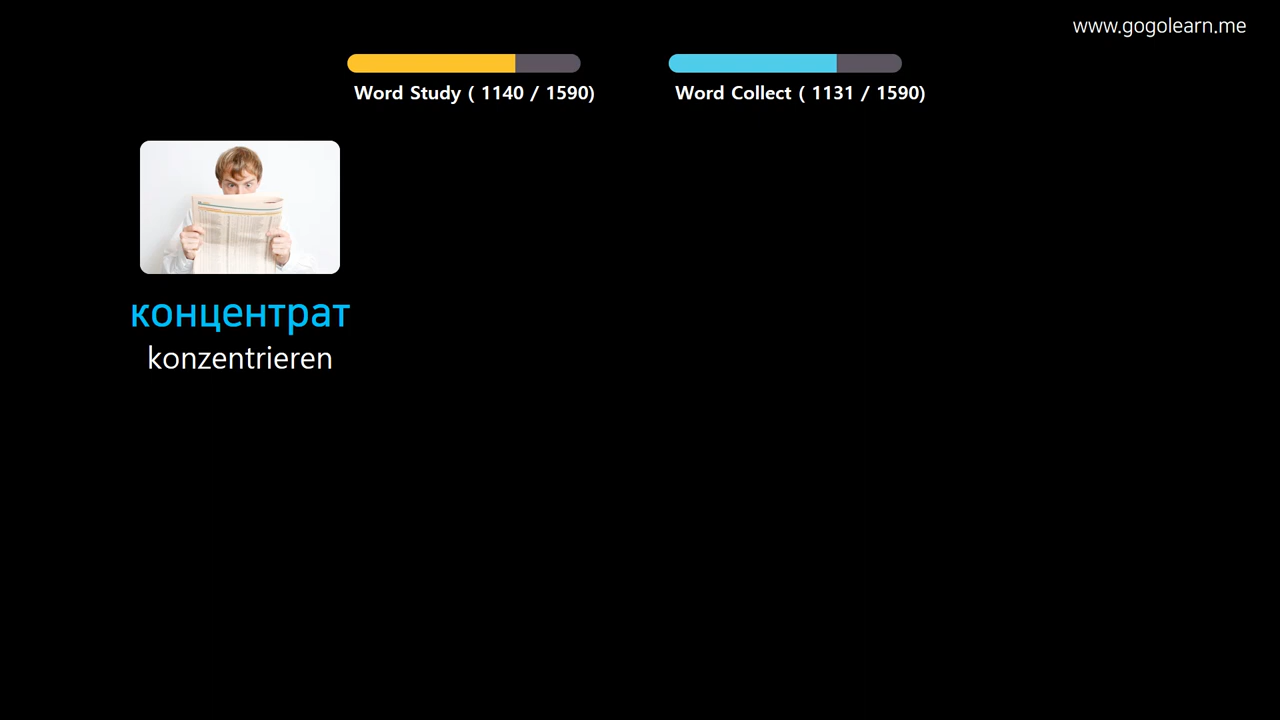 www.gogolearn.me
Word Study ( 1140 / 1590)
Word Collect ( 1131 / 1590)
концентрат
konzentrieren